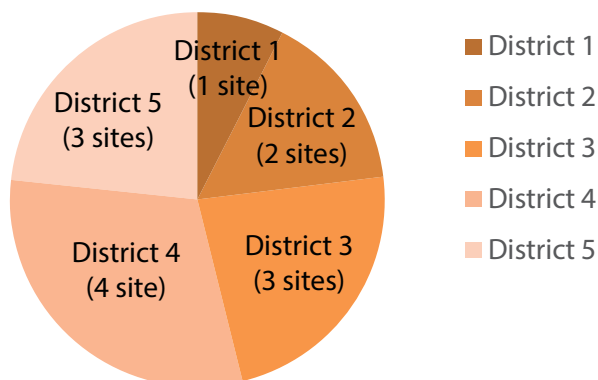 District 1
(1 site)
District 2
(2 sites)
District 3
(3 sites)
District 4
(4 site)
District 5
(3 sites)
District 1
District 2
District 3
District 4
District 5